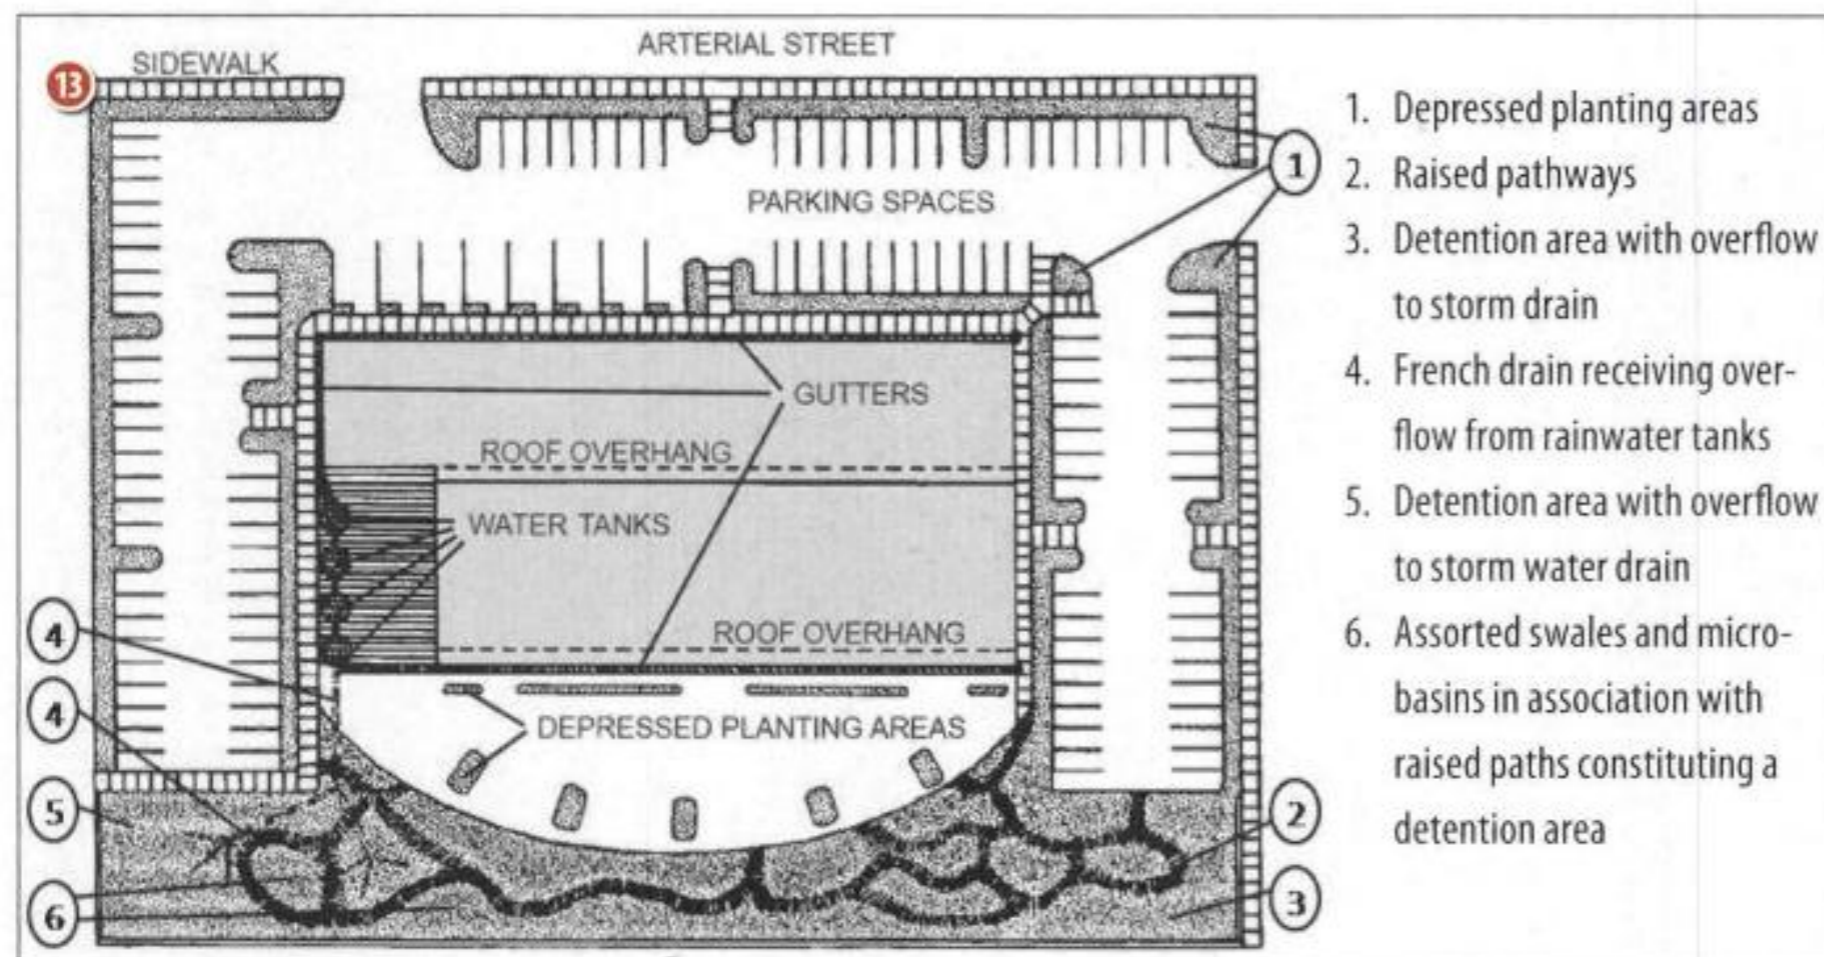 ARTERIAL STREET
SIDEWALK
13
PARKING SPACES
1
GUTTERS
ROOF OVERHANG
WATER TANKS
ROOF OVERHANG
4
4
DEPRESSED PLANTING AREAS
5
2
6
3
1. Depressed planting areas
2. Raised pathways
3. Detention area with overflow
to storm drain
4. French drain receiving over-
flow from rainwater tanks
5. Detention area with overflow
to storm water drain
6. Assorted swales and micro-
basins in association with
raised paths constituting a
detention area